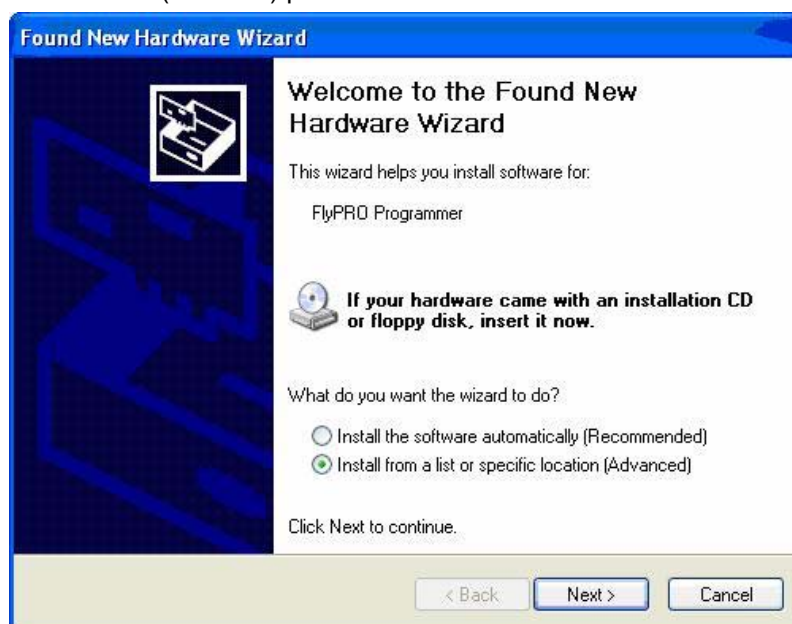 Found New Hardware Wizard
Welcome to the Found New
Hardware Wizard
This wizard helps you install software for:
FlyPRO Programmer
If your hardware came with an installation CD
or floppy disk, insert it now.
What do you want the wizard to do?
Install the software automatically (Recommended)
Install from a list or specific location (Advanced)
Click Next to continue.
< Back Next > Cancel